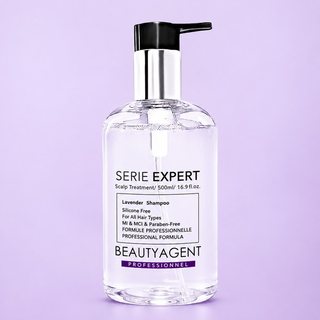 SERIE EXPERT
Scalp Treatment/ 500ml/ 16.9 fl.oz.
Lavender Shampoo
Silicone Free
For All Hair Types
MI & MCI & Paraben-Free
FORMULE PROFESSIONNELLE
PROFESSIONAL FORMULA
BEAUTYAGENT
PROFESSIONNEL